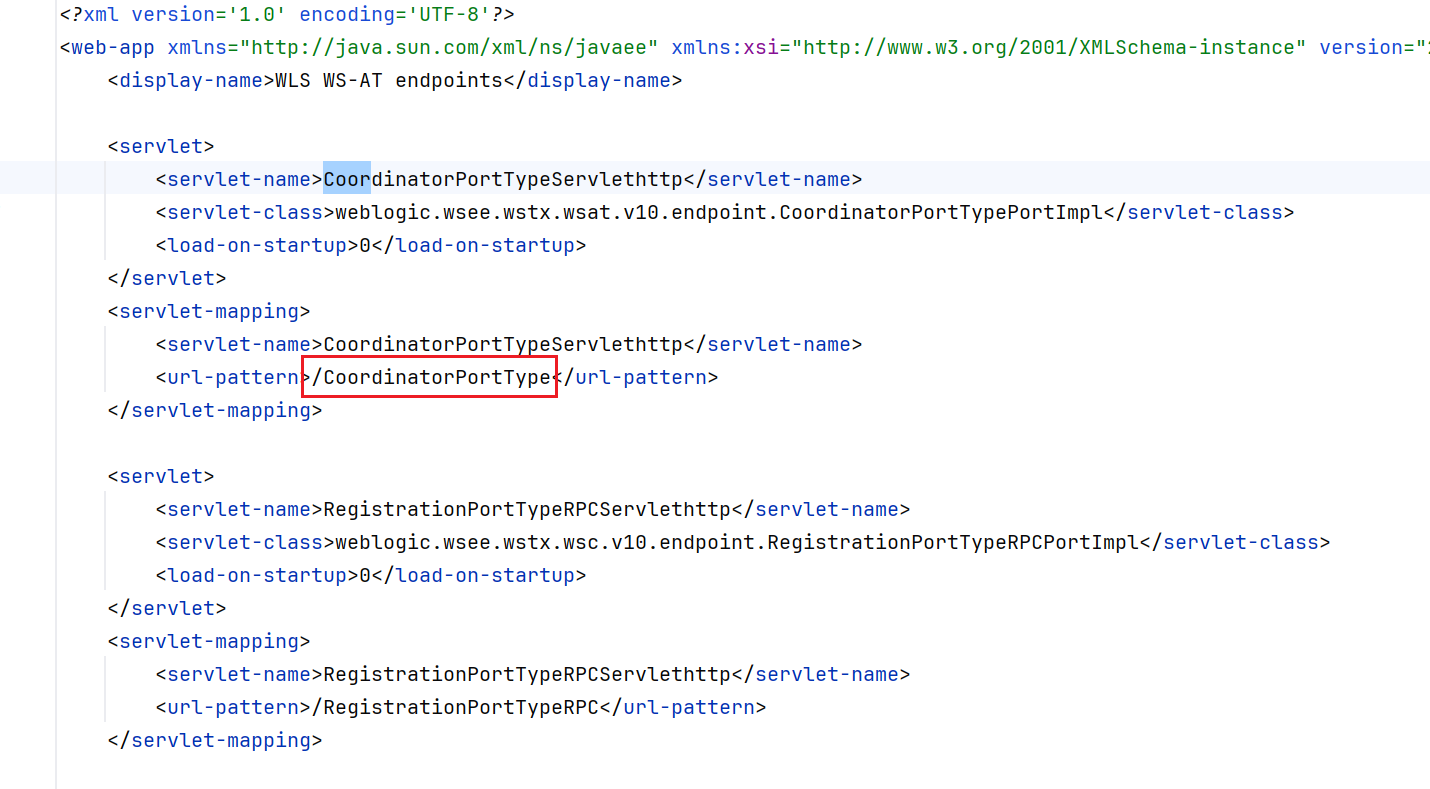 <?xml version='1.0' encoding='UTF-8'?>
<web-app xmlns="http://java.sun.com/xml/ns/javaee" xmlns:xsi="http://www.w3.org/2001/XMLSchema-instance" version="
<display-name>WLS WS-AT endpoints</display-name>
<servlet>
<servlet-name>CoordinatorPortTypeServlethttp</servlet-name>
<servlet-class>weblogic.wsee.wstx.wsat.v10.endpoint.CoordinatorPortTypePortImpl</servlet-class>
<load-on-startup>0</load-on-startup>
</servlet>
<servlet-mapping>
<servlet-name>CoordinatorPortTypeServlethttp</servlet-name>
<url-pattern>/CoordinatorPortType</url-pattern>
</servlet-mapping>
<servlet>
<servlet-name>RegistrationPortTypeRPCServlethttp</servlet-name>
<servlet-class>weblogic.wsee.wstx.wsc.v10.endpoint.RegistrationPortTypeRPCPortImpl</servlet-class>
<load-on-startup>0</load-on-startup>
</servlet>
<servlet-mapping>
<servlet-name>RegistrationPortTypeRPCServlethttp</servlet-name>
<url-pattern>/RegistrationPortTypeRPC</url-pattern>
</servlet-mapping>